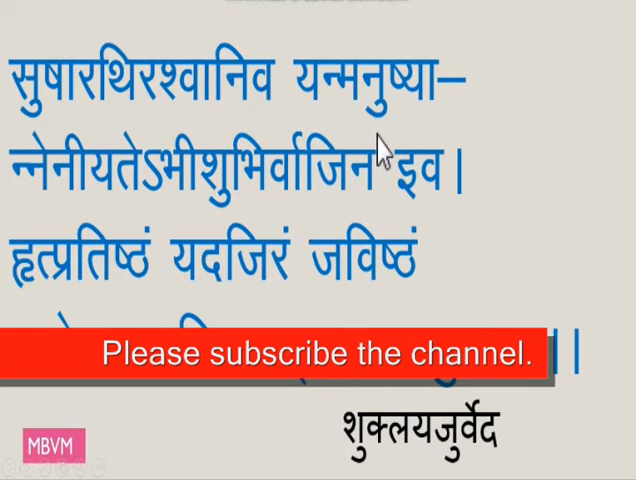 सुषारथिरश्वानिव यन्मनुष्या–
न्नेनीयतेऽभीशुभिर्वाजिन इव।
हृत्प्रतिष्ठं यदजिरं जविष्ठं
।।
Please subscribe the channel.
शुक्लयजुर्वेद
MBVM